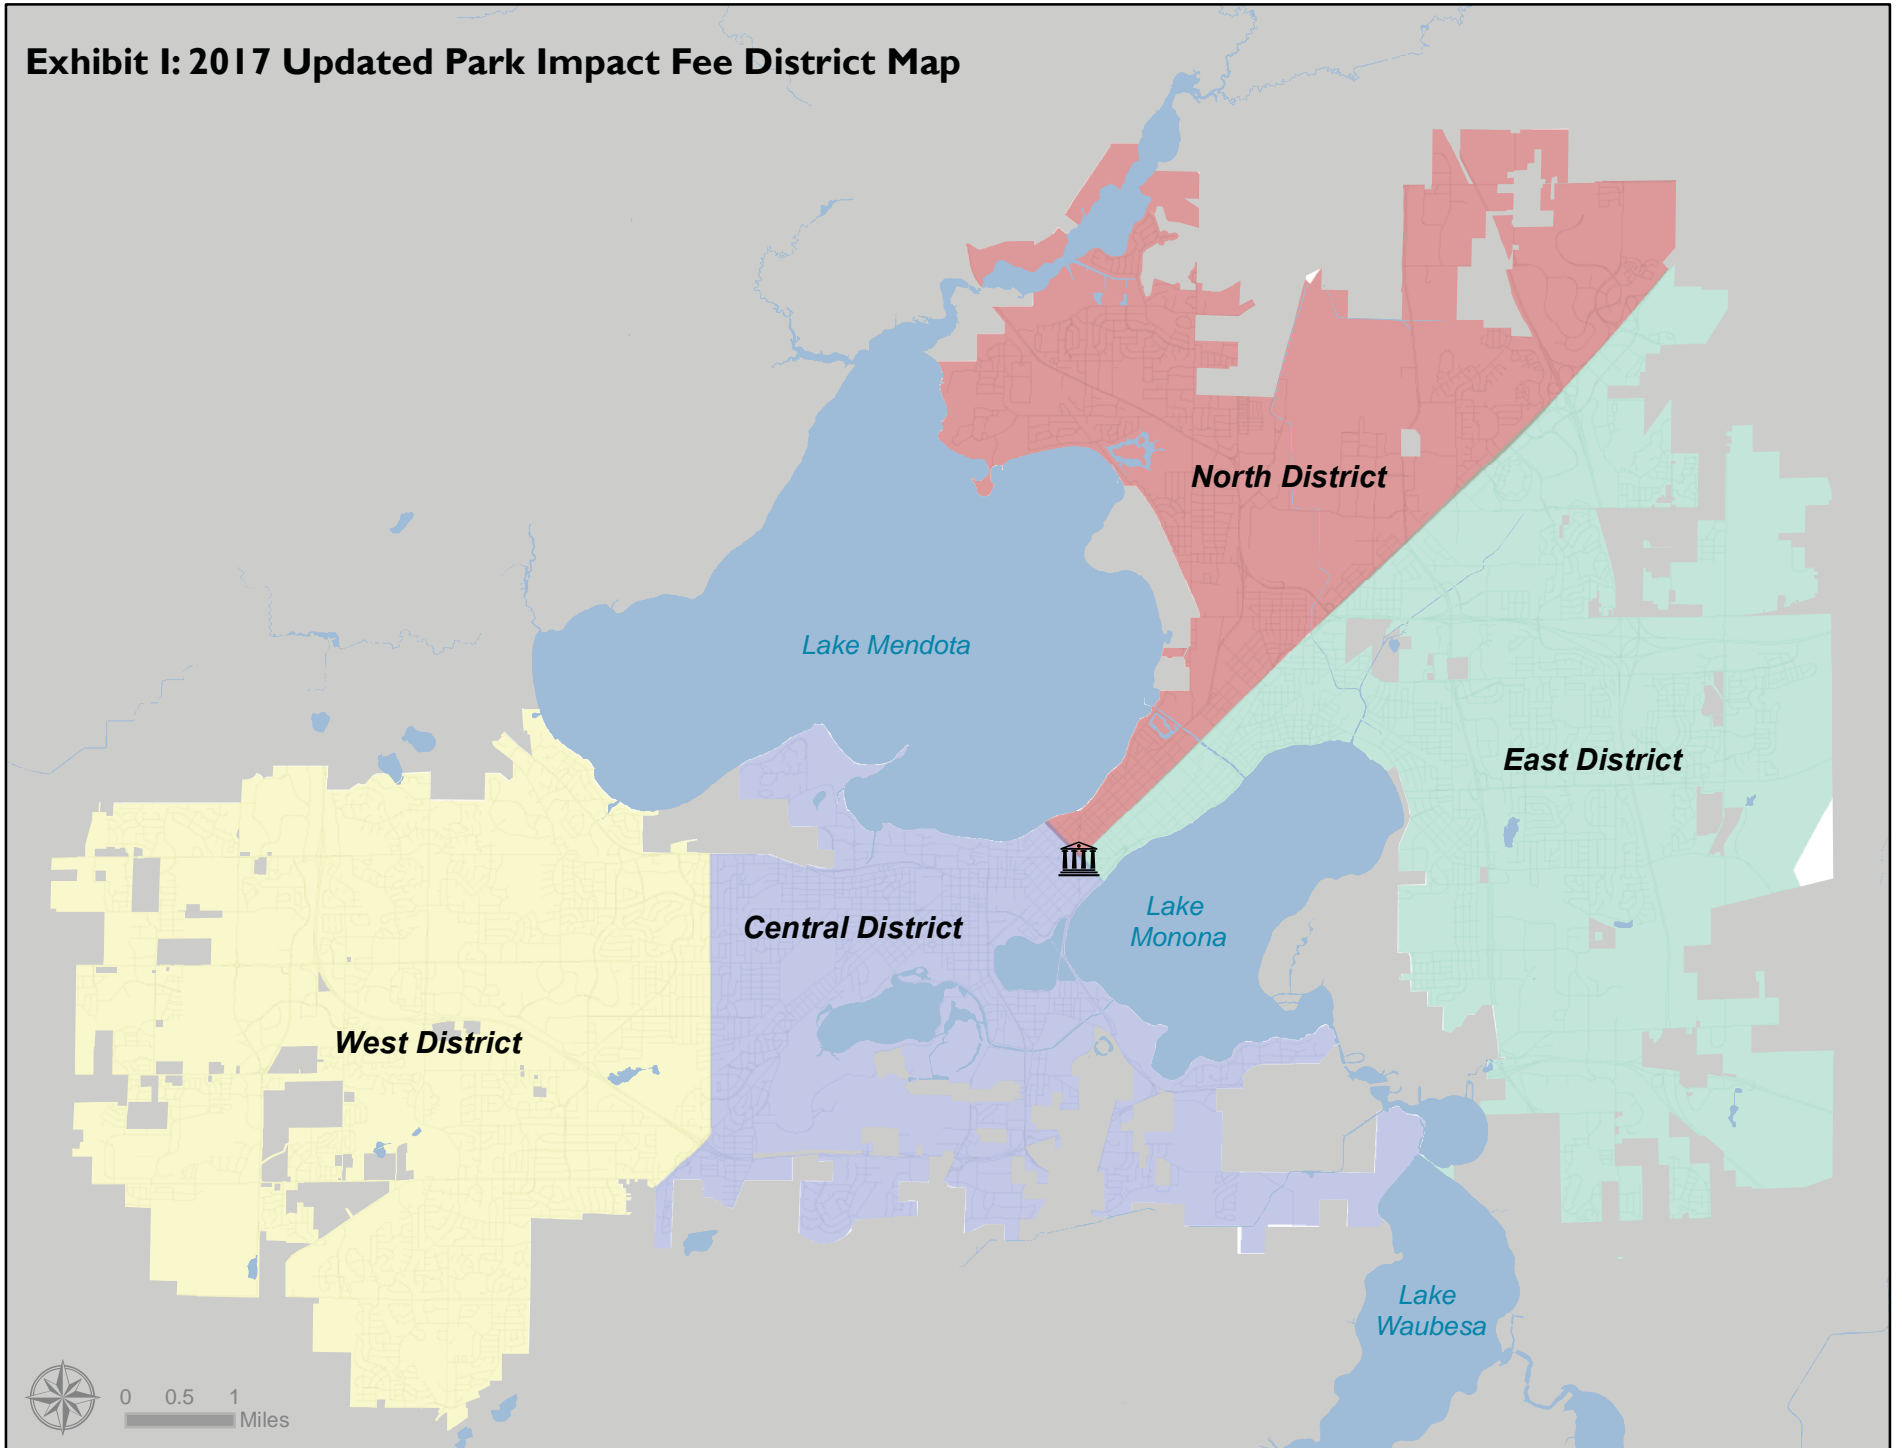 Exhibit I: 2017 Updated Park Impact Fee District Map
North District
Lake Mendota
East District
Lake
Monona
Central District
West District
Lake
Waubesa
0 0.5 1
Miles